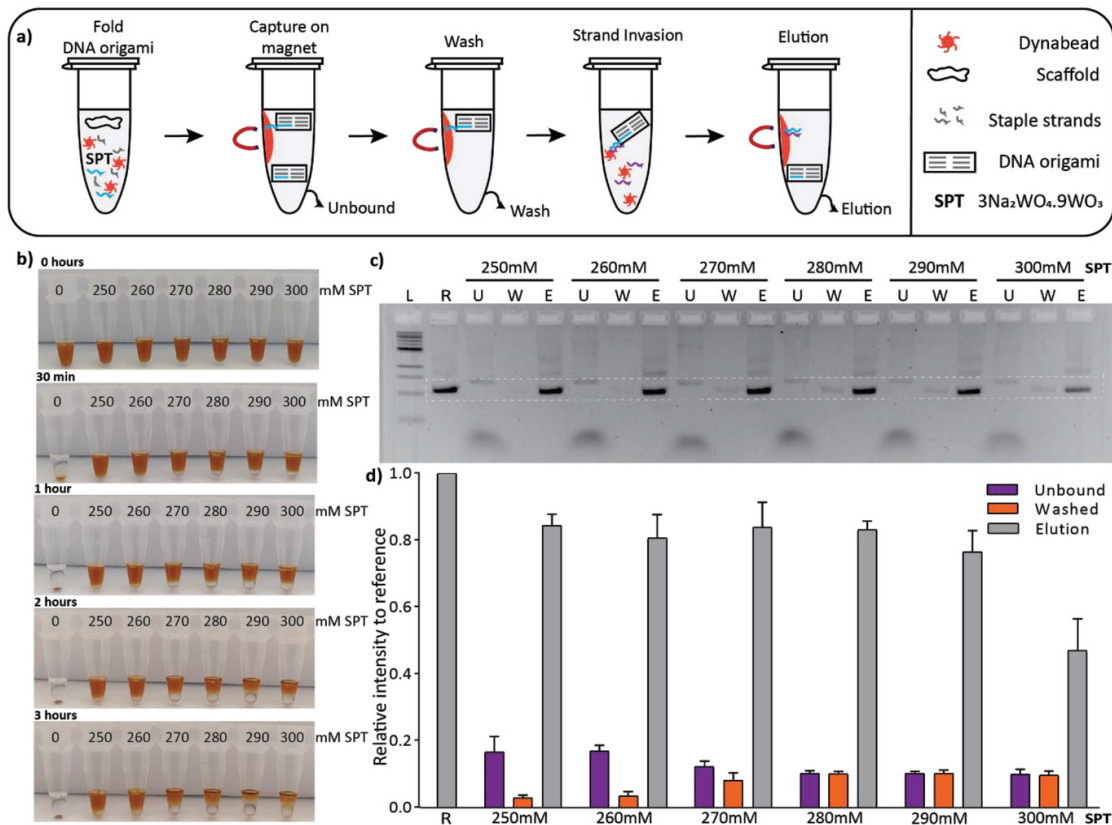 a)
Fold
DNA origami
Capture on
magnet
Wash
Strand Invasion
Elution
SPT
Unbound
Wash
Elution
Dynabead
Scaffold
Staple strands
DNA origami
SPT 3Na₂WO₄.9WO₃
b)
0 hours
0 250 260 270 280 290 300 mM SPT
30 min
0 250 260 270 280 290 300 mM SPT
1 hour
0 250 260 270 280 290 300 mM SPT
2 hours
0 250 260 270 280 290 300 mM SPT
3 hours
0 250 260 270 280 290 300 mM SPT
c)
250mM 260mM 270mM 280mM 290mM 300mM SPT
L R U W E U W E U W E U W E U W E U W E
d)
Relative intensity to reference
1.0
0.8
0.6
0.4
0.2
0.0
Unbound
Washed
Elution
R 250mM 260mM 270mM 280mM 290mM 300mM SPT